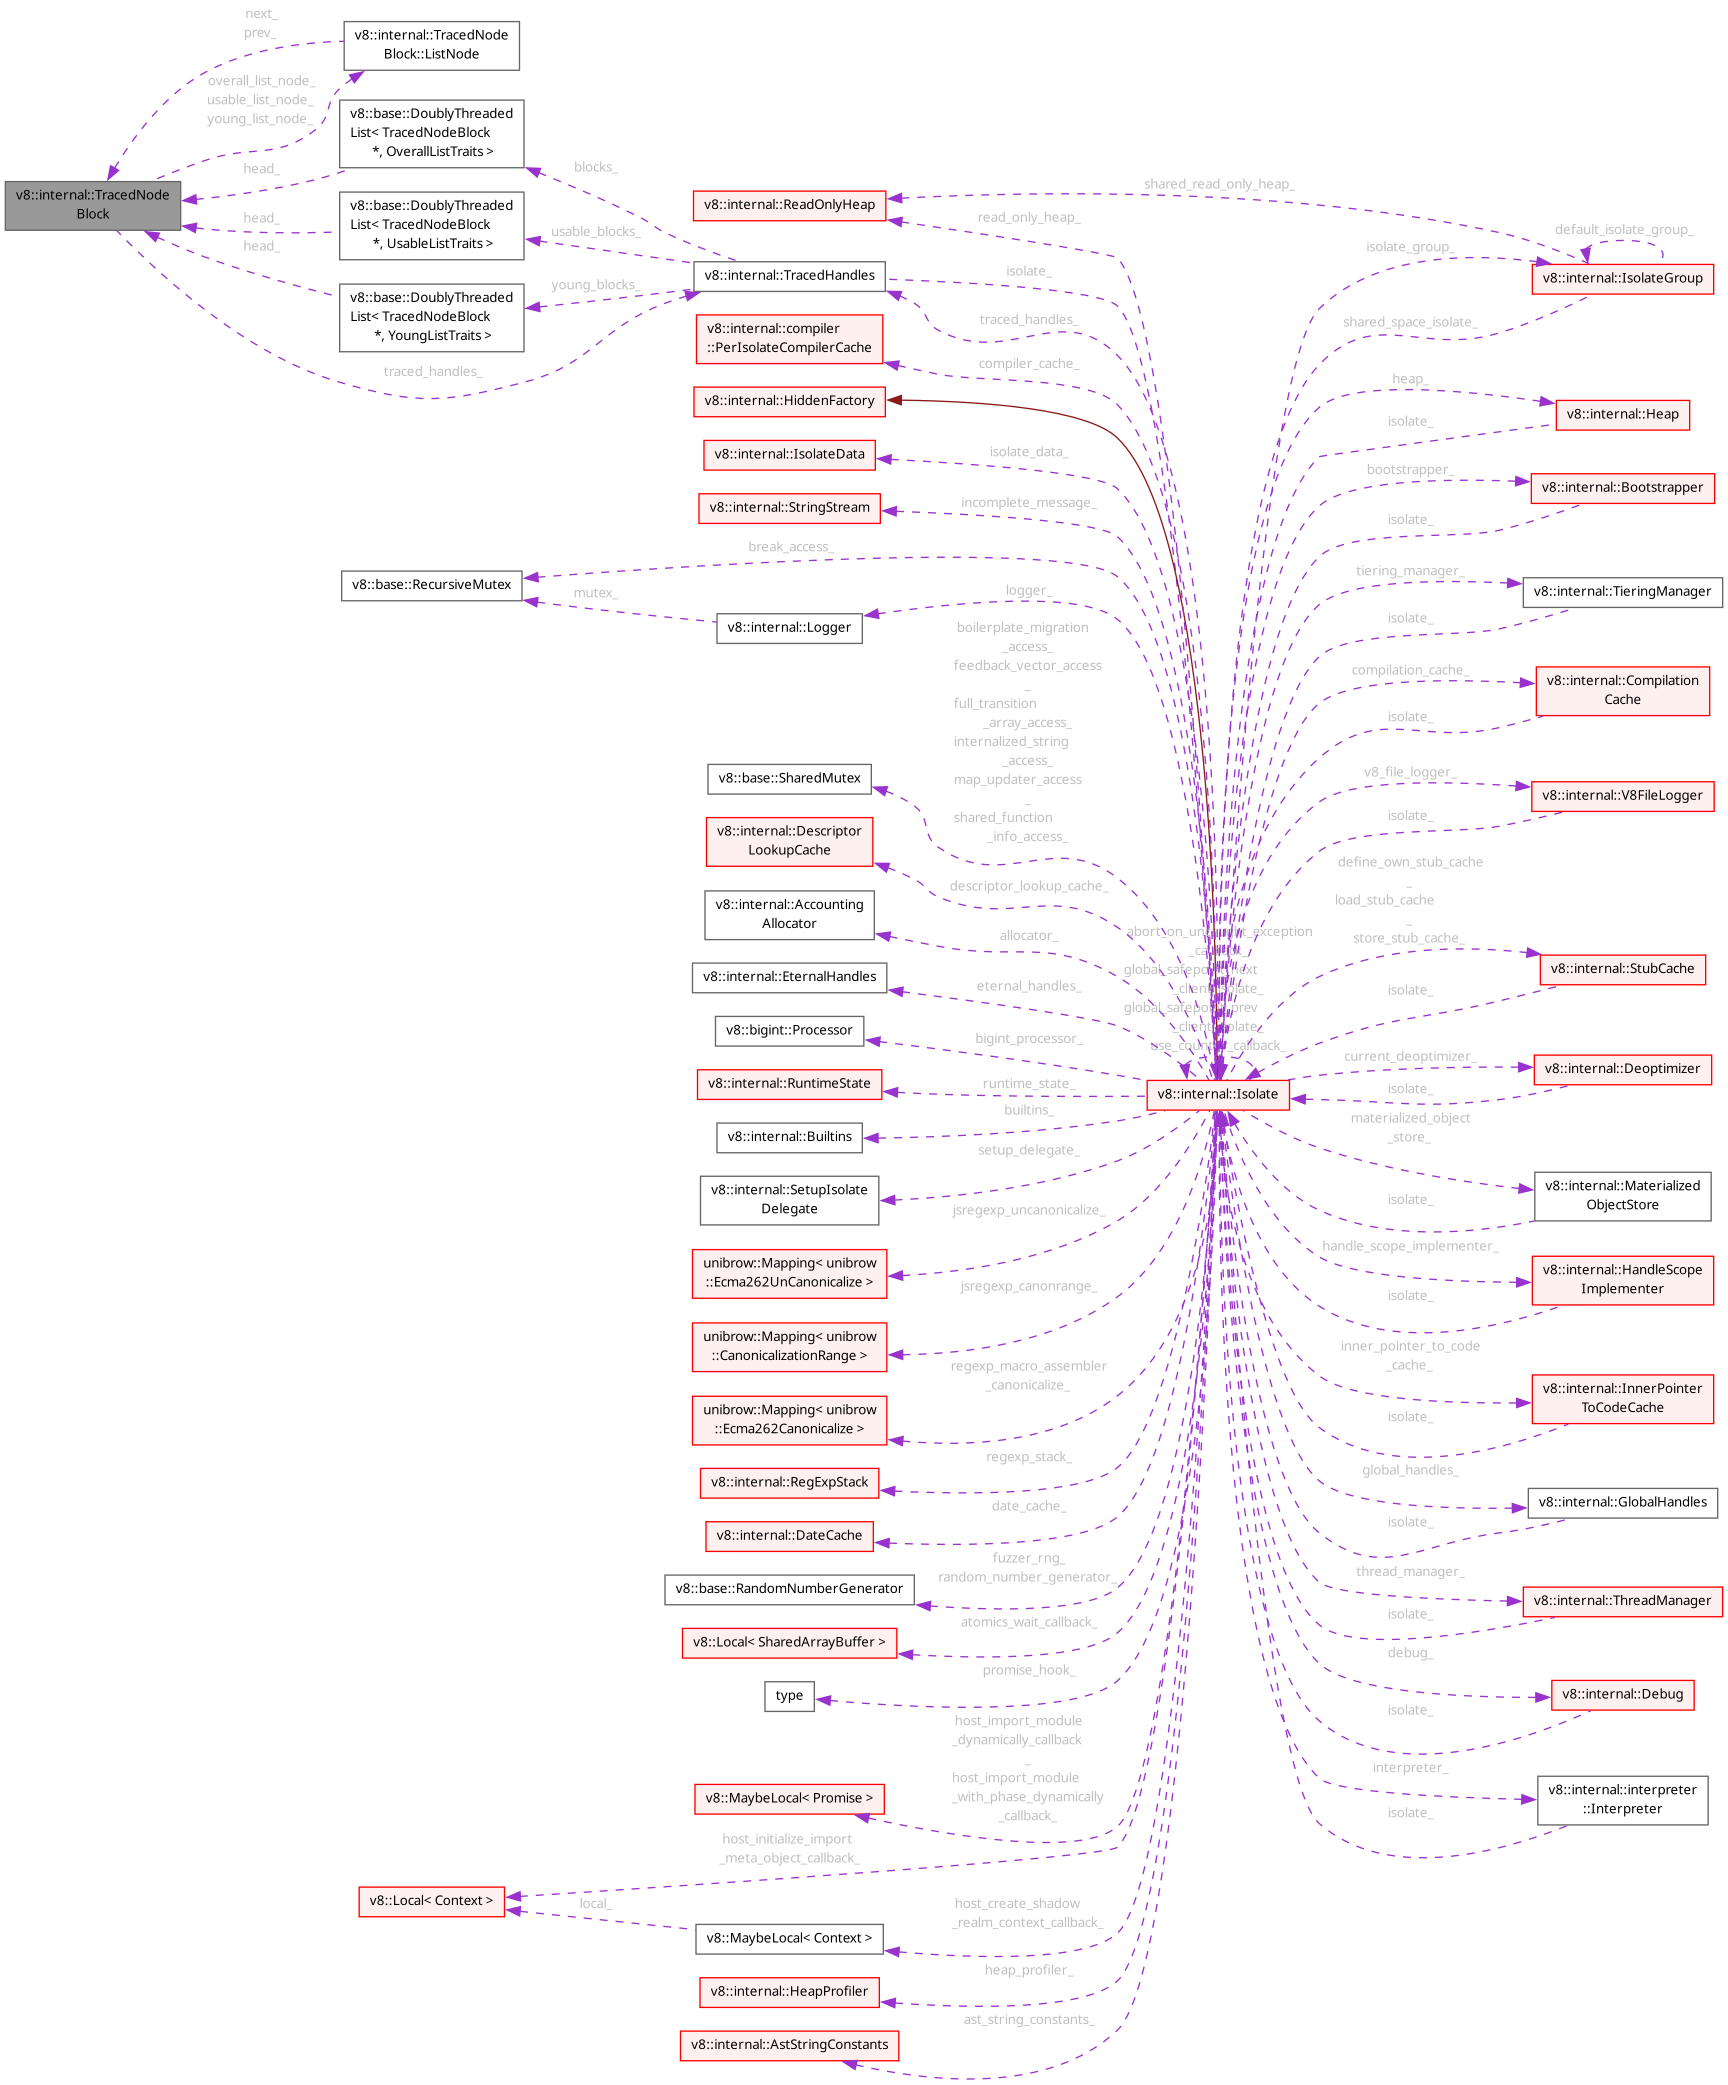 next_
prev_
v8::internal::TracedNode
Block::ListNode
overall_list_node_
usable_list_node_
young_list_node_
v8::base::DoublyThreaded
List< TracedNodeBlock
*, OverallListTraits >
head_
v8::internal::TracedNode
Block
head_
v8::base::DoublyThreaded
List< TracedNodeBlock
*, UsableListTraits >
head_
v8::base::DoublyThreaded
List< TracedNodeBlock
*, YoungListTraits >
traced_handles_
blocks_
usable_blocks_
young_blocks_
v8::internal::ReadOnlyHeap
v8::internal::TracedHandles
v8::internal::compiler
::PerIsolateCompilerCache
v8::internal::HiddenFactory
v8::internal::IsolateData
v8::internal::StringStream
v8::base::RecursiveMutex
mutex_
break_access_
v8::internal::Logger
shared_read_only_heap_
read_only_heap_
isolate_
traced_handles_
compiler_cache_
isolate_data_
incomplete_message_
logger_
boilerplate_migration
_access_
feedback_vector_access
_
full_transition
_array_access_
internalized_string
_access_
map_updater_access
_
shared_function
_info_access_
v8::base::SharedMutex
v8::internal::Descriptor
LookupCache
descriptor_lookup_cache_
v8::internal::Accounting
Allocator
allocator_
v8::internal::EternalHandles
eternal_handles_
v8::bigint::Processor
bigint_processor_
v8::internal::RuntimeState
runtime_state_
v8::internal::Builtins
builtins_
v8::internal::SetupIsolate
Delegate
setup_delegate_
unibrow::Mapping< unibrow
::Ecma262UnCanonicalize >
jsregexp_uncanonicalize_
unibrow::Mapping< unibrow
::CanonicalizationRange >
jsregexp_canonrange_
unibrow::Mapping< unibrow
::Ecma262Canonicalize >
regexp_macro_assembler
_canonicalize_
v8::internal::RegExpStack
regexp_stack_
v8::internal::DateCache
date_cache_
v8::base::RandomNumberGenerator
fuzzer_rng_
random_number_generator_
v8::Local< SharedArrayBuffer >
atomics_wait_callback_
type
promise_hook_
v8::MaybeLocal< Promise >
host_import_module
_dynamically_callback
_
host_import_module
_with_phase_dynamically
_callback_
host_initialize_import
_meta_object_callback_
v8::Local< Context >
local_
v8::MaybeLocal< Context >
host_create_shadow
_realm_context_callback_
v8::internal::HeapProfiler
heap_profiler_
v8::internal::AstStringConstants
ast_string_constants_
_client_isolate_
_client_isolate_
v8::internal::Isolate
isolate_group_
default_isolate_group_
v8::internal::IsolateGroup
shared_space_isolate_
heap_
v8::internal::Heap
isolate_
bootstrapper_
v8::internal::Bootstrapper
isolate_
tiering_manager_
v8::internal::TieringManager
isolate_
compilation_cache_
v8::internal::Compilation
Cache
isolate_
v8_file_logger_
v8::internal::V8FileLogger
isolate_
define_own_stub_cache
_
load_stub_cache
_
store_stub_cache_
v8::internal::StubCache
isolate_
current_deoptimizer_
v8::internal::Deoptimizer
isolate_
materialized_object
_store_
v8::internal::Materialized
ObjectStore
isolate_
handle_scope_implementer_
v8::internal::HandleScope
Implementer
isolate_
inner_pointer_to_code
_cache_
v8::internal::InnerPointer
ToCodeCache
isolate_
global_handles_
v8::internal::GlobalHandles
isolate_
thread_manager_
v8::internal::ThreadManager
isolate_
debug_
v8::internal::Debug
isolate_
interpreter_
v8::internal::interpreter
::Interpreter
isolate_